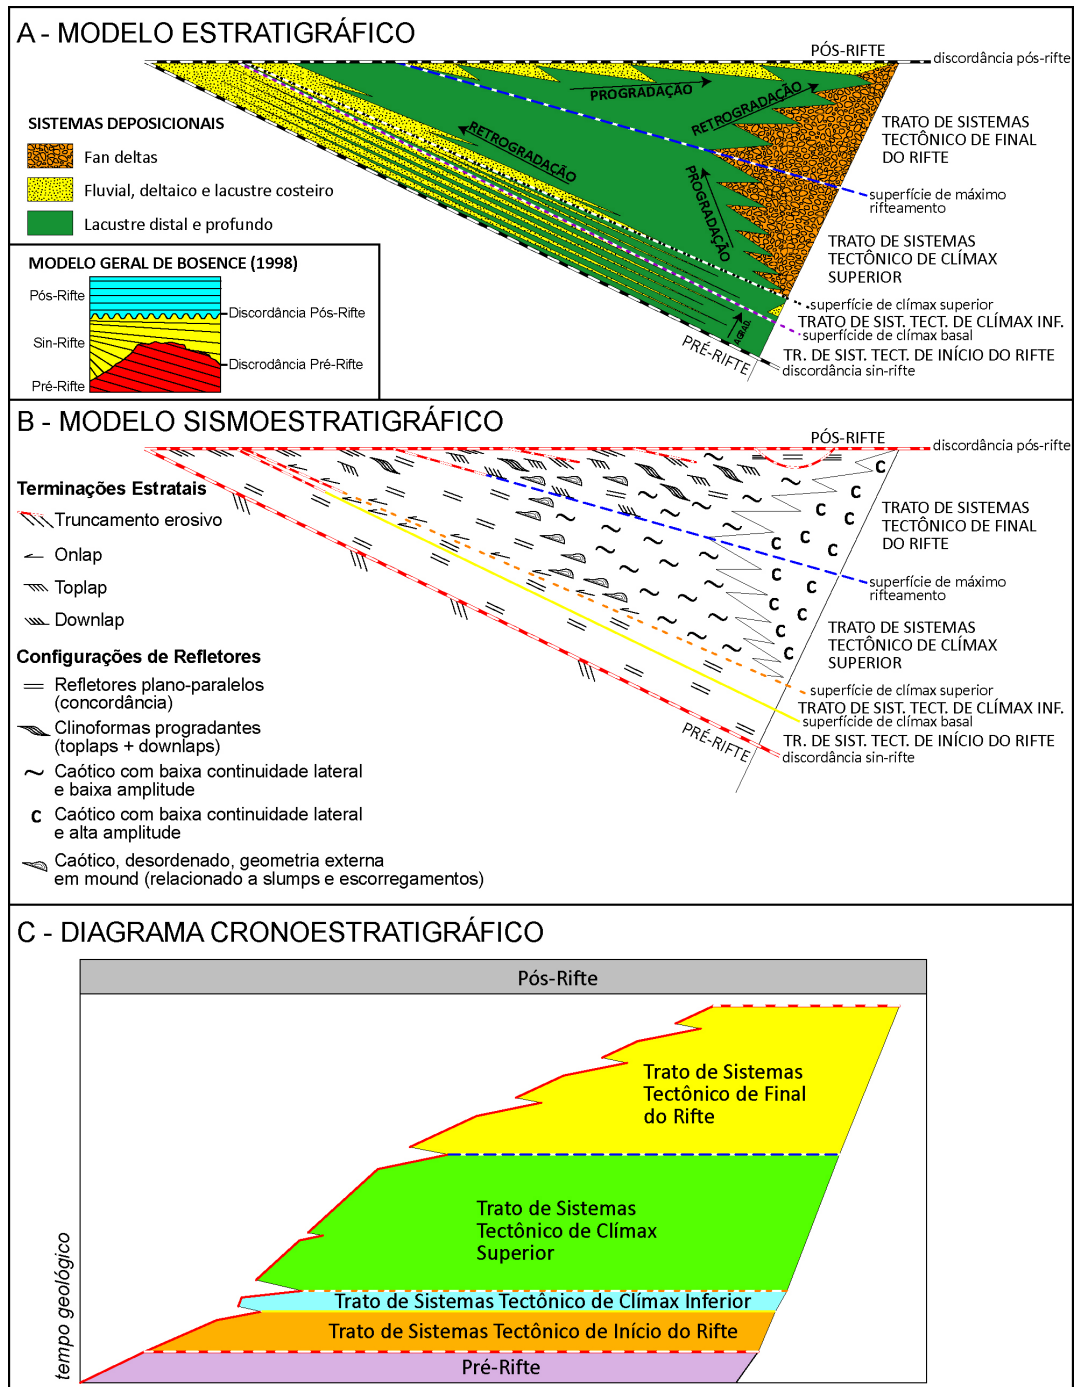 A - MODELO ESTRATIGRÁFICO
PÓS-RIFTE
discordância pós-rifte
PROGRADAÇÃO
RETROGRADAÇÃO
RETROGRADAÇÃO
PROGRADAÇÃO
AGRAD.
SISTEMAS DEPOSICIONAIS
Fan deltas
Fluvial, deltaico e lacustre costeiro
Lacustre distal e profundo
TRATO DE SISTEMAS
TECTÔNICO DE FINAL
DO RIFTE
superfície de máximo
rifteamento
TRATO DE SISTEMAS
TECTÔNICO DE CLÍMAX
SUPERIOR
superfície de clímax superior
TRATO DE SIST. TECT. DE CLÍMAX INF.
superfície de clímax basal
TR. DE SIST. TECT. DE INÍCIO DO RIFTE
discordância sin-rifte
PRÉ-RIFTE
MODELO GERAL DE BOSENCE (1998)
Pós-Rifte
Discordância Pós-Rifte
Sin-Rifte
Discrodância Pré-Rifte
Pré-Rifte
B - MODELO SISMOESTRATIGRÁFICO
PÓS-RIFTE
discordância pós-rifte
Terminações Estratais
Truncamento erosivo
Onlap
Toplap
Downlap
Configurações de Refletores
Refletores plano-paralelos
(concordância)
Clinoformas progradantes
(toplaps + downlaps)
Caótico com baixa continuidade lateral
e baixa amplitude
C Caótico com baixa continuidade lateral
e alta amplitude
Caótico, desordenado, geometria externa
em mound (relacionado a slumps e escorregamentos)
C
C
C
C
C
C
C
C
C
C
C
C
C
C
TRATO DE SISTEMAS
TECTÔNICO DE FINAL
DO RIFTE
superfície de máximo
rifteamento
TRATO DE SISTEMAS
TECTÔNICO DE CLÍMAX
SUPERIOR
superfície de clímax superior
TRATO DE SIST. TECT. DE CLÍMAX INF.
superfícide de clímax basal
TR. DE SIST. TECT. DE INÍCIO DO RIFTE
discordância sin-rifte
PRÉ-RIFTE
C - DIAGRAMA CRONOESTRATIGRÁFICO
Pós-Rifte
Trato de Sistemas
Tectônico de Final
do Rifte
Trato de Sistemas
Tectônico de Clímax
Superior
Trato de Sistemas Tectônico de Clímax Inferior
Trato de Sistemas Tectônico de Início do Rifte
Pré-Rifte
tempo geológico